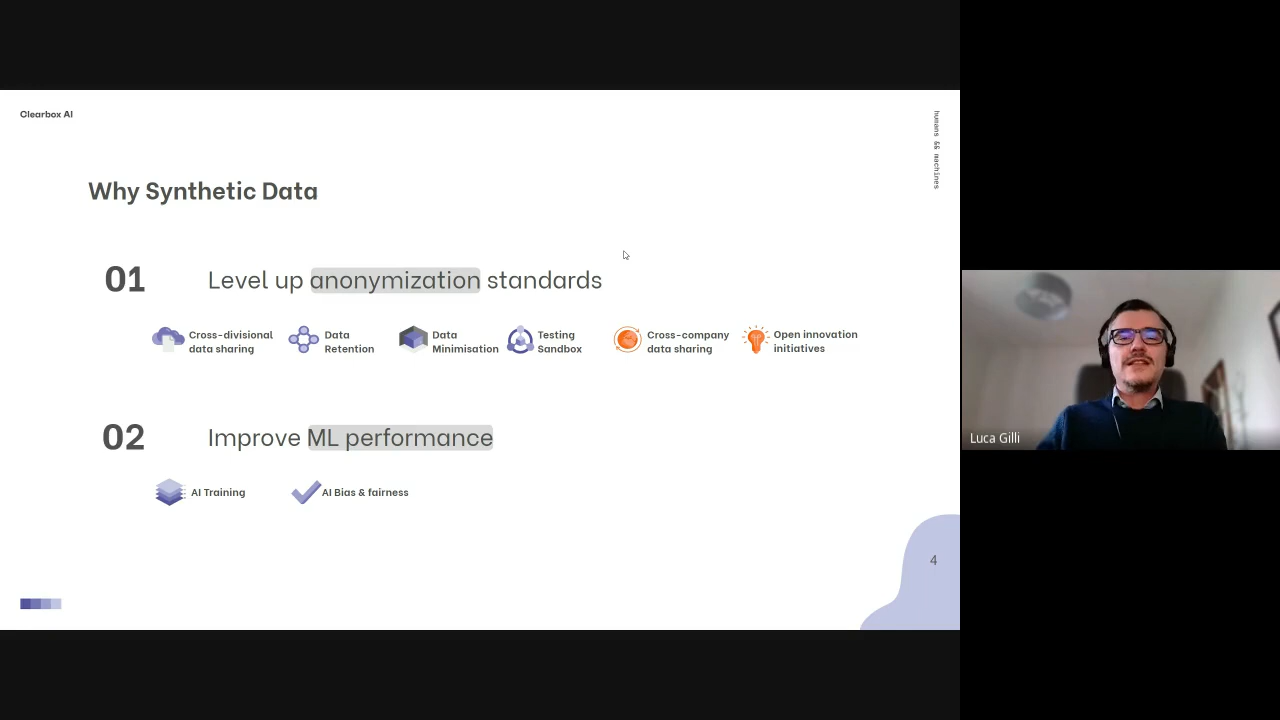 Clearbox AI
humans && machines
Why Synthetic Data
01
Level up anonymization standards
Cross-divisional
data sharing
Data
Retention
Data
Minimisation
Testing
Sandbox
Cross-company
data sharing
Open innovation
initiatives
02
Improve ML performance
AI Training
AI Bias & fairness
4
Luca Gilli